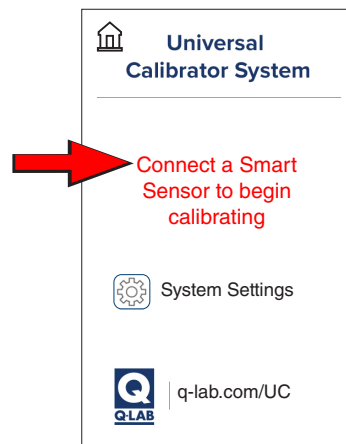 Universal
Calibrator System
Connect a Smart
Sensor to begin
calibrating
System Settings
Q
Q-LAB
q-lab.com/UC